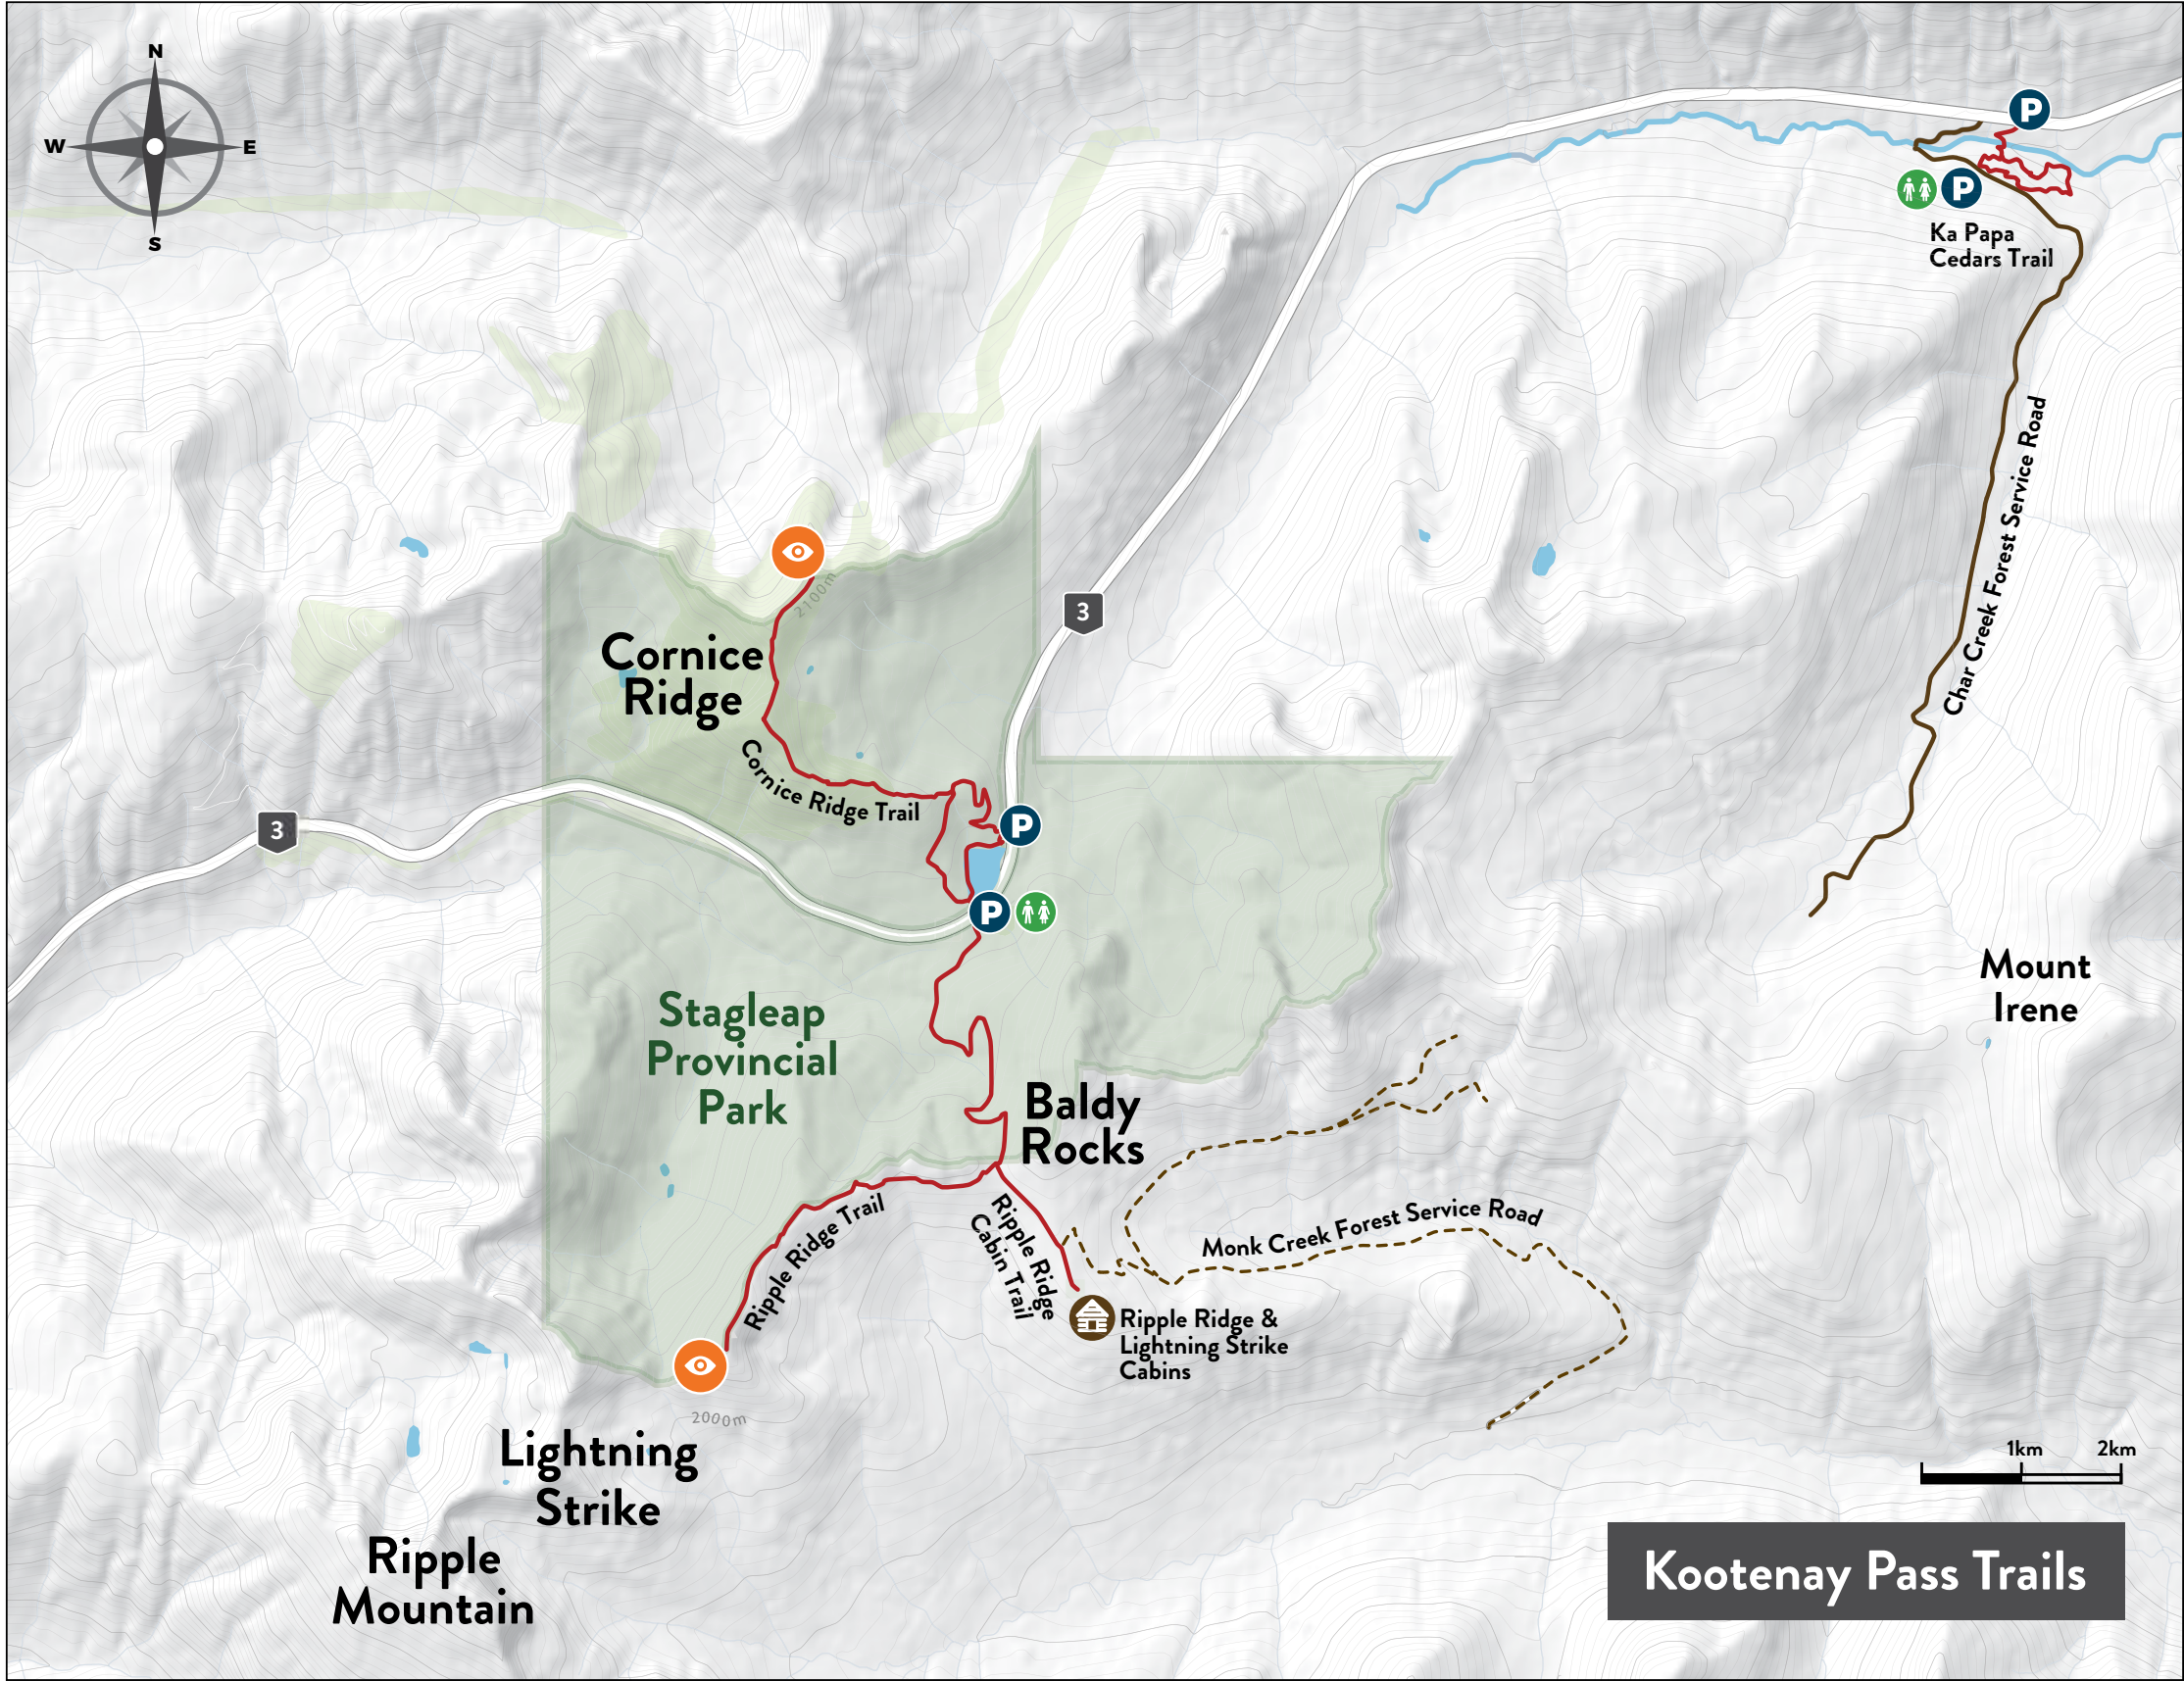 N
W
E
S
P
P
Ka Papa
Cedars Trail
Char Creek Forest Service Road
2100m
3
Cornice
Ridge
Cornice Ridge Trail
P
3
P
Stagleap
Provincial
Park
Mount
Irene
Baldy
Rocks
Ripple Ridge Trail
Ripple Ridge
Cabin Trail
Monk Creek Forest Service Road
Ripple Ridge &
Lightning Strike
Cabins
2000m
Lightning
Strike
Ripple
Mountain
1km
2km
Kootenay Pass Trails